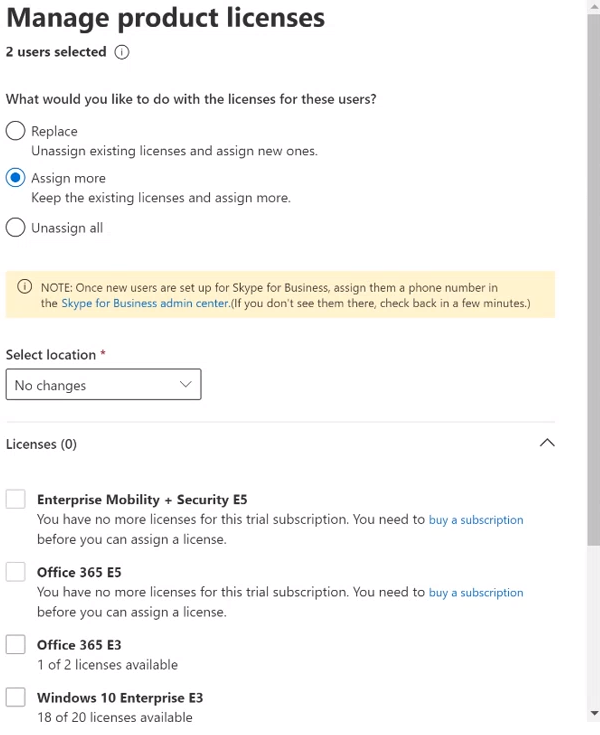 Manage product licenses
2 users selected
What would you like to do with the licenses for these users?
Replace
Unassign existing licenses and assign new ones.
Assign more
Keep the existing licenses and assign more.
Unassign all
NOTE: Once new users are set up for Skype for Business, assign them a phone number in
the Skype for Business admin center.(If you don't see them there, check back in a few minutes.)
Select location *
No changes
Licenses (0)
Enterprise Mobility + Security E5
You have no more licenses for this trial subscription. You need to buy a subscription
before you can assign a license.
Office 365 E5
You have no more licenses for this trial subscription. You need to buy a subscription
before you can assign a license.
Office 365 E3
1 of 2 licenses available
Windows 10 Enterprise E3
18 of 20 licenses available